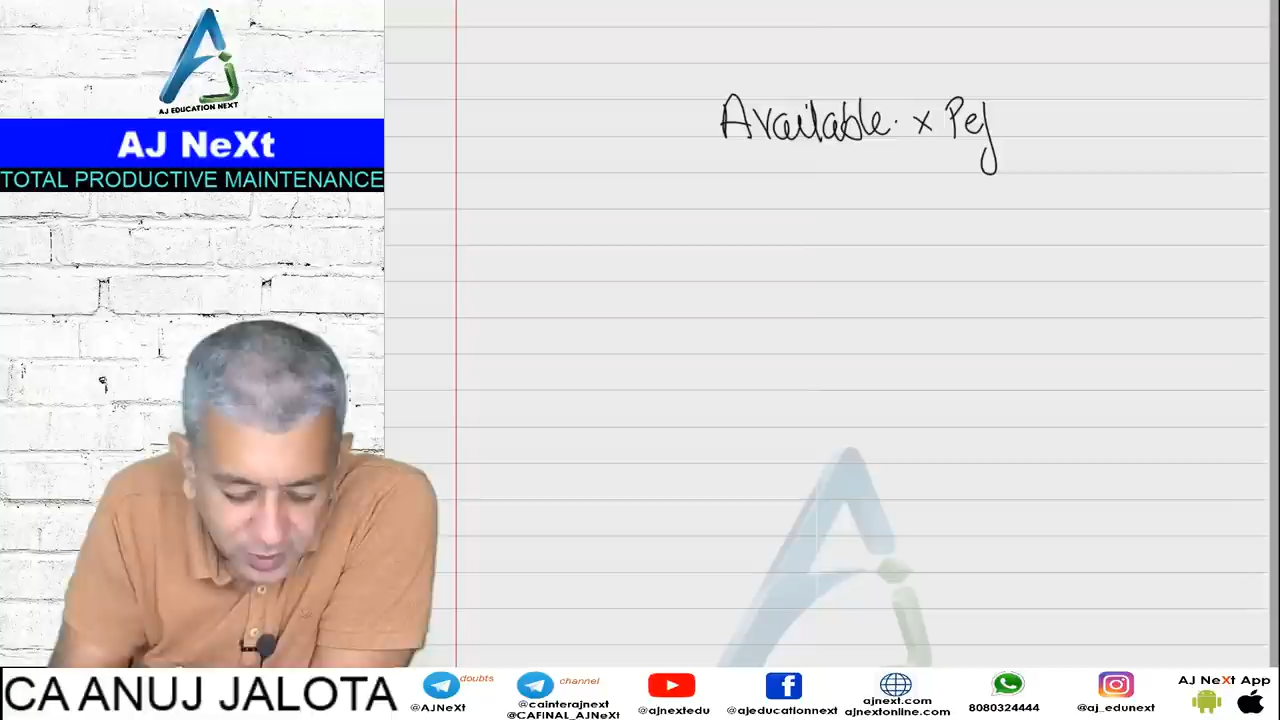 AJ EDUCATION NEXT
AJ NeXt
TOTAL PRODUCTIVE MAINTENANCE
Available. x Pef
CA ANUJ JALOTA
doubts
@AJNeXt
channel
@cainterajnext
@CAFINAL_AJNeXt
@ajnextedu
@ajeducationnext
ajnext.com
ajnextonline.com
@aj_edunext
AJ NeXt App